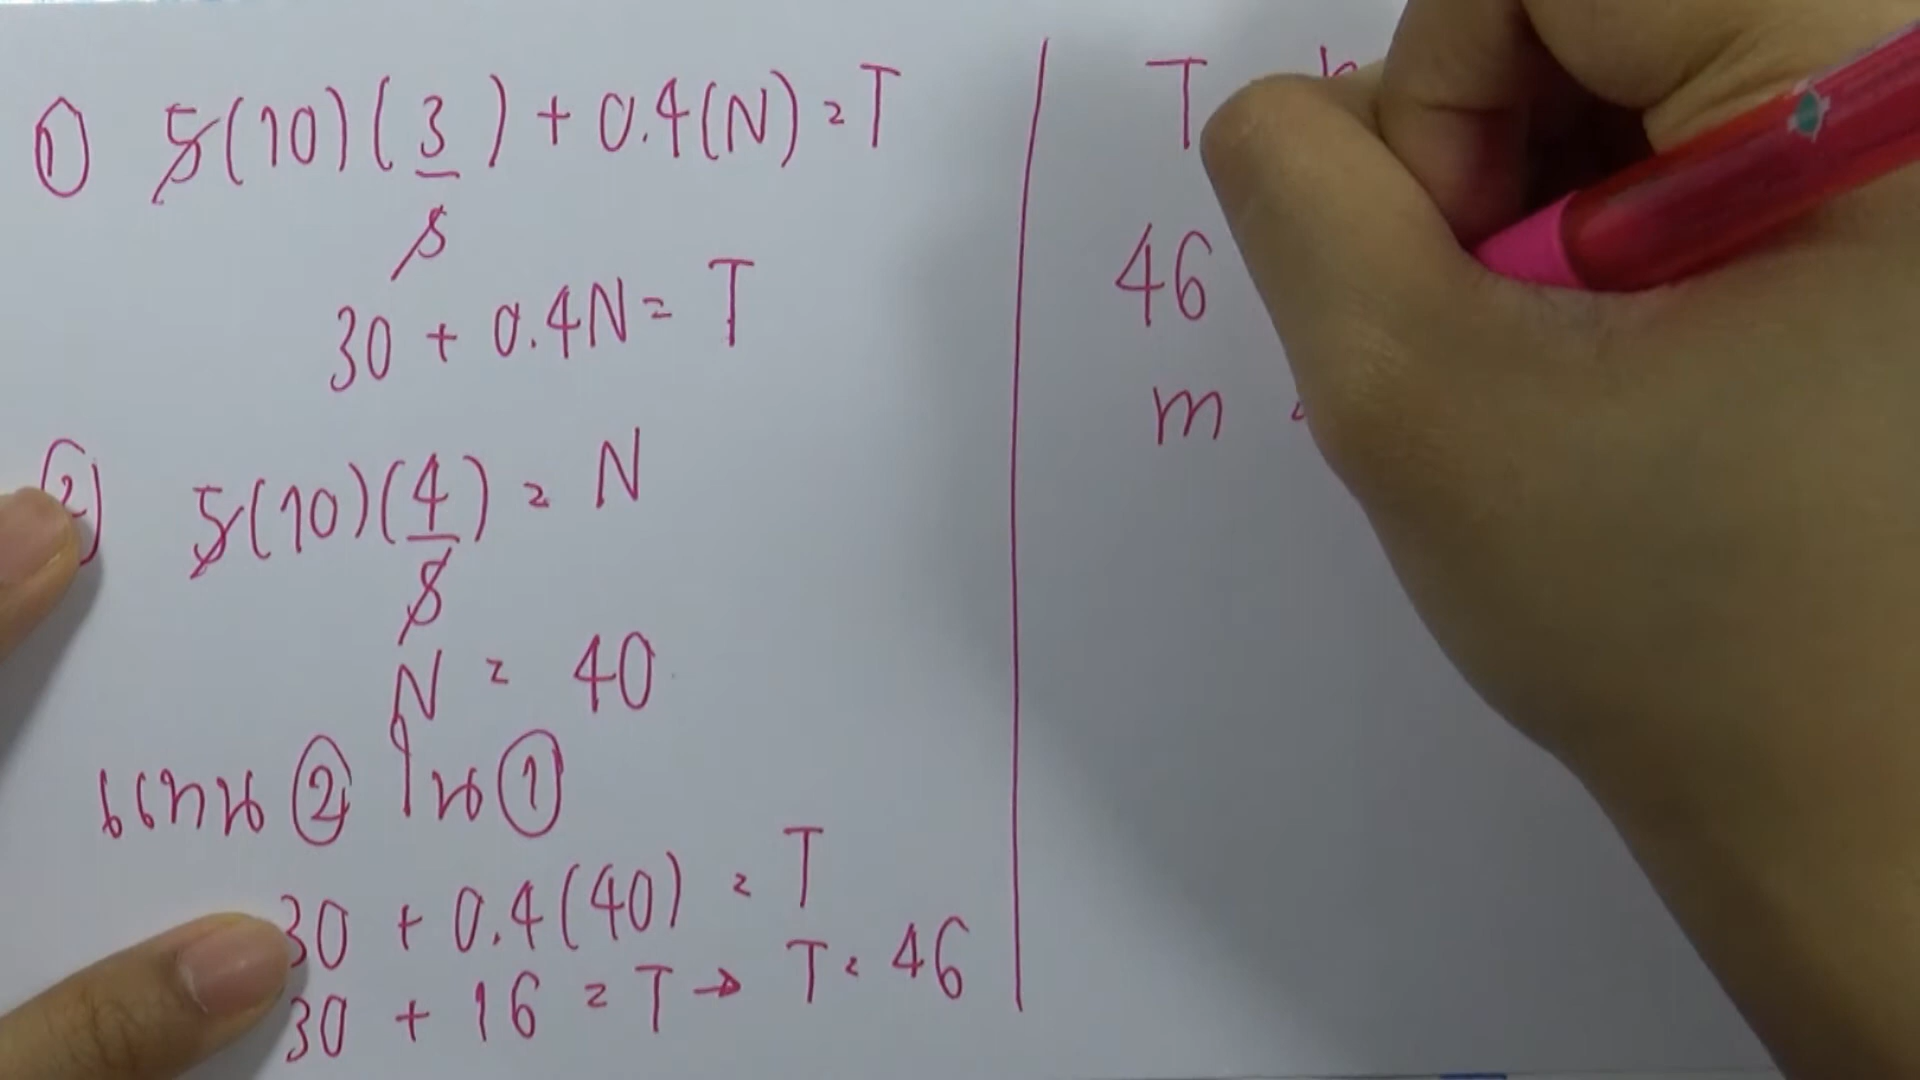 ① 5(10)(3/5) + 0.4(N) = T
30 + 0.4N = T
② 5(10)(4/5) = N
N = 40
แทน ② ใน ①
30 + 0.4(40) = T
30 + 16 = T → T = 46
T
46
m